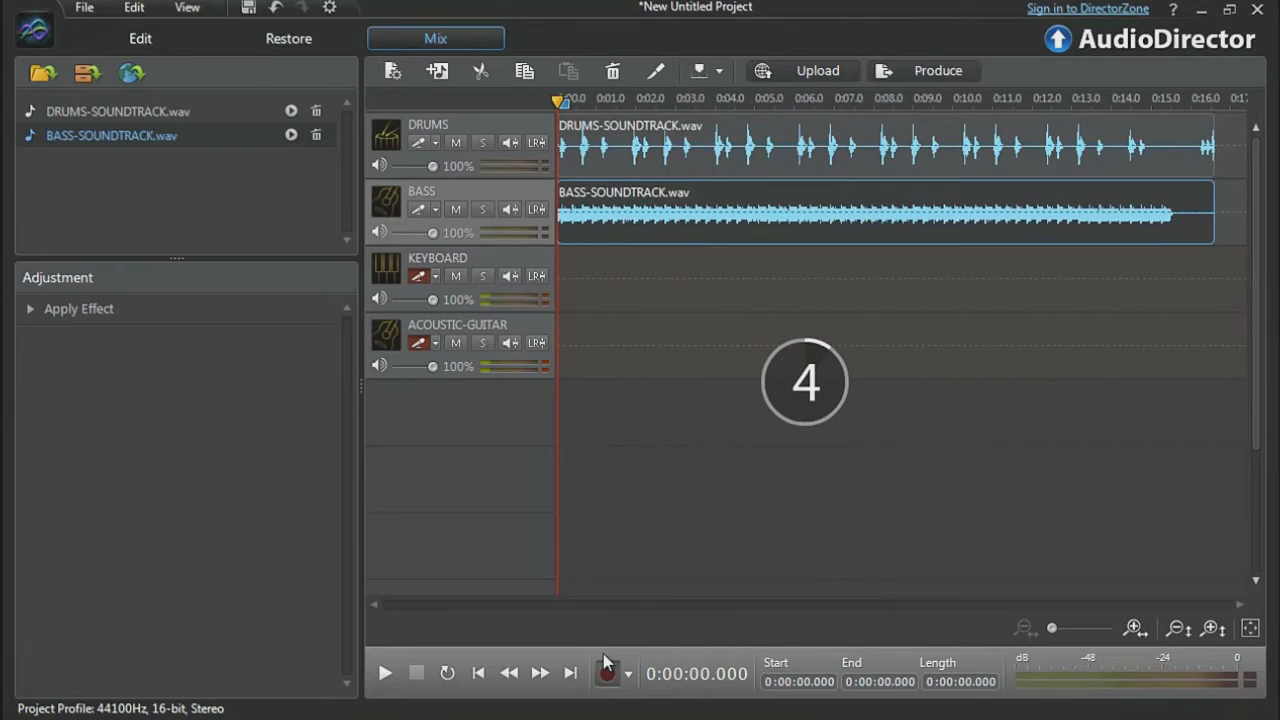 File Edit View
*New Untitled Project
Sign in to DirectorZone ?
Edit Restore Mix
AudioDirector
Upload Produce
DRUMS-SOUNDTRACK.wav
BASS-SOUNDTRACK.wav
Adjustment
Apply Effect
0:01.0 0:02.0 0:03.0 0:04.0 0:05.0 0:06.0 0:07.0 0:08.0 0:09.0 0:10.0 0:11.0 0:12.0 0:13.0 0:14.0 0:15.0 0:16.0
DRUMS
M S LR
100%
DRUMS-SOUNDTRACK.wav
BASS
M S LR
100%
BASS-SOUNDTRACK.wav
KEYBOARD
M S LR
100%
ACOUSTIC-GUITAR
M S LR
100%
4
0:00:00.000
Start End Length
0:00:00.000 0:00:00.000 0:00:00.000
dB -48 -24 0
Project Profile: 44100Hz, 16-bit, Stereo